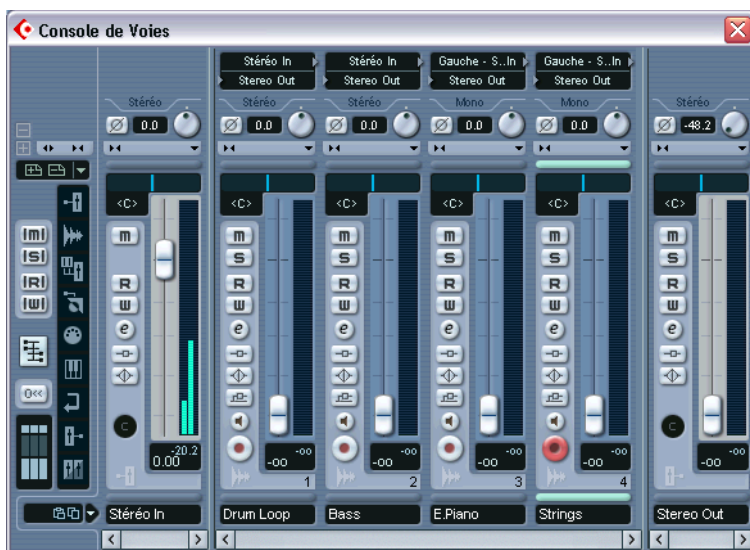 Console de Voies
Stéréo In Stéréo In Gauche - S..In Gauche - S..In
Stereo Out Stereo Out Stereo Out Stereo Out
Stéréo Stéréo Stéréo Mono Mono Stéréo
0.0 0.0 0.0 0.0 0.0 -48.2
<C> <C> <C> <C> <C> <C>
|m| m m m m m m
|S| S S S S
|R| R R R R R R
|W| W W W W W W
e e e e e
0<<
C C
-20.2 -oo -oo -oo -oo -oo
0.00 -oo -oo -oo -oo -oo
1 2 3 4
Stéréo In Drum Loop Bass E.Piano Strings Stereo Out